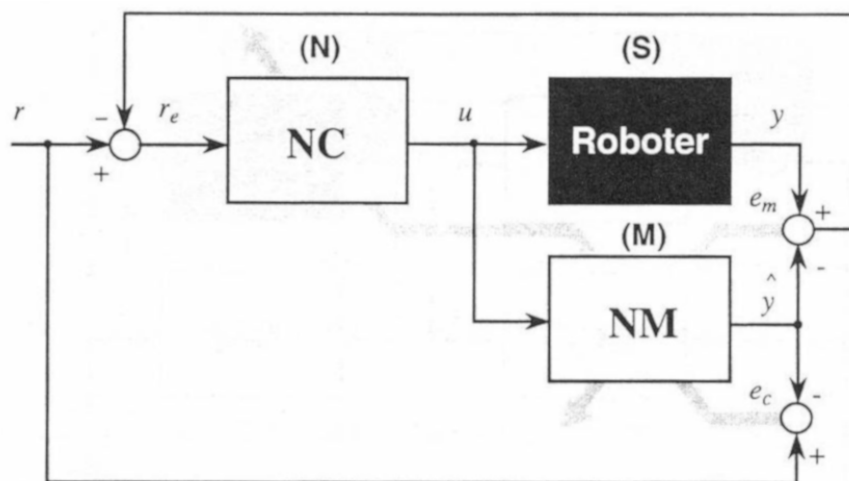 (N)
(S)
r
−
r_e
u
y
NC
Roboter
+
e_m
+
(M)
-
ŷ
NM
e_c
-
+